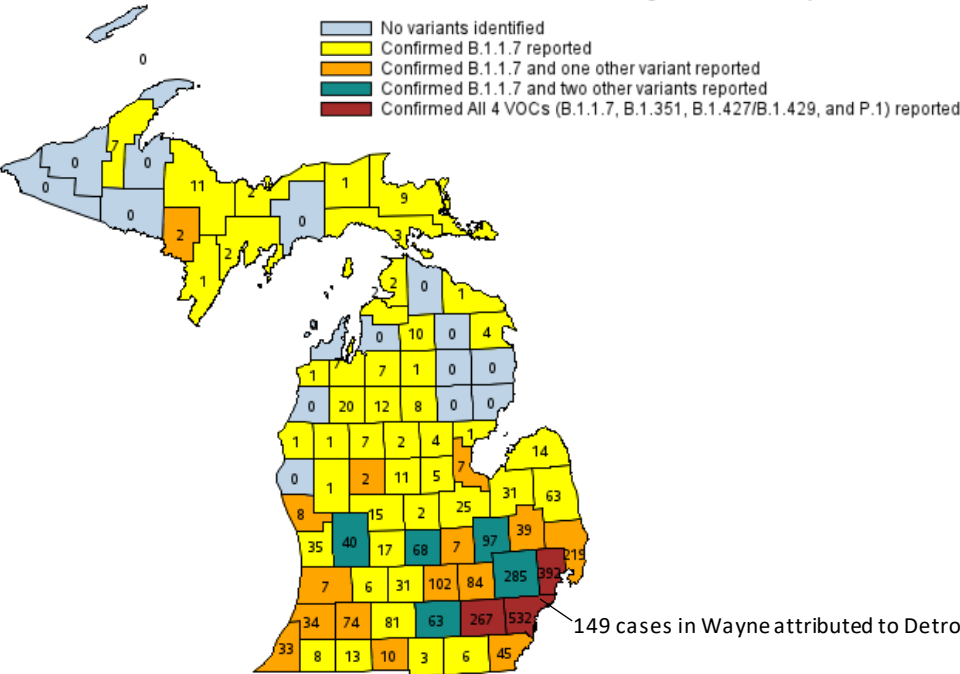 No variants identified
Confirmed B.1.1.7 reported
Confirmed B.1.1.7 and one other variant reported
Confirmed B.1.1.7 and two other variants reported
Confirmed All 4 VOCs (B.1.1.7, B.1.351, B.1.427/B.1.429, and P.1) reported
0
7
0 0
0
11 2 1 9
0 0
2 3
2
1
2 0 1
2
0 10 0 4
7
1 7 1 0 0
0 20 12 8 0 0
1 1 7 2 4 1
14
0 1 2 11 5 7
31 63
8 15 2 25
35 40 17 68 7 97 39 219
7 6 31 102 84 285 392
34 74 81 63 267 532
149 cases in Wayne attributed to Detro
33 8 13 10 3 6 45